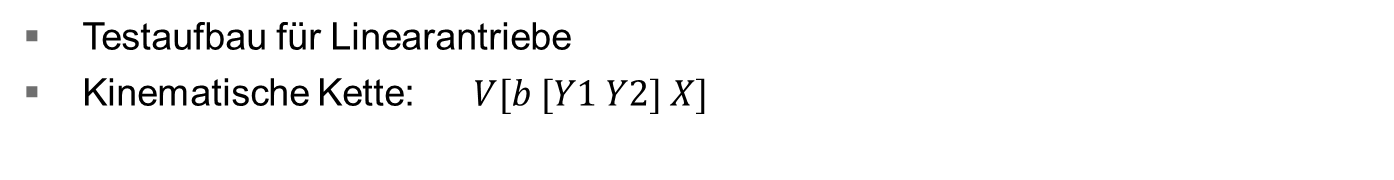 ▪ Testaufbau für Linearantriebe
▪ Kinematische Kette: V[b [Y1 Y2] X]